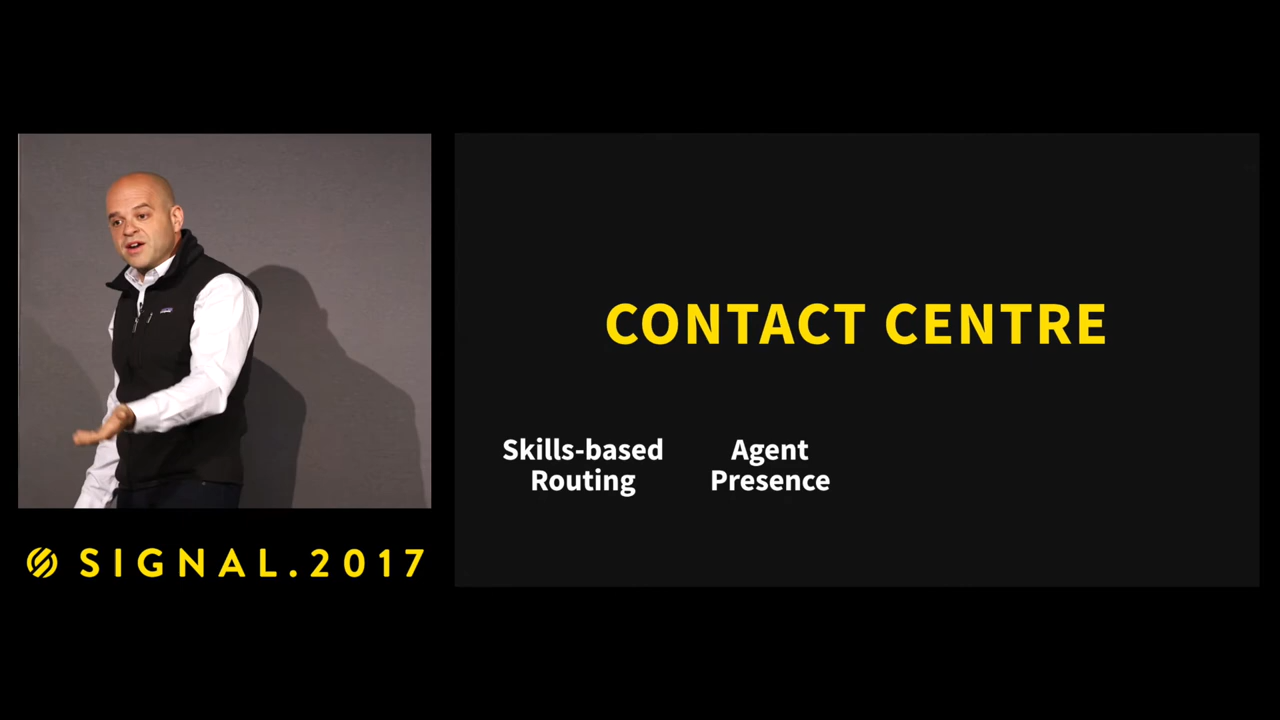 SIGNAL.2017
CONTACT CENTRE
Skills-based
Routing
Agent
Presence